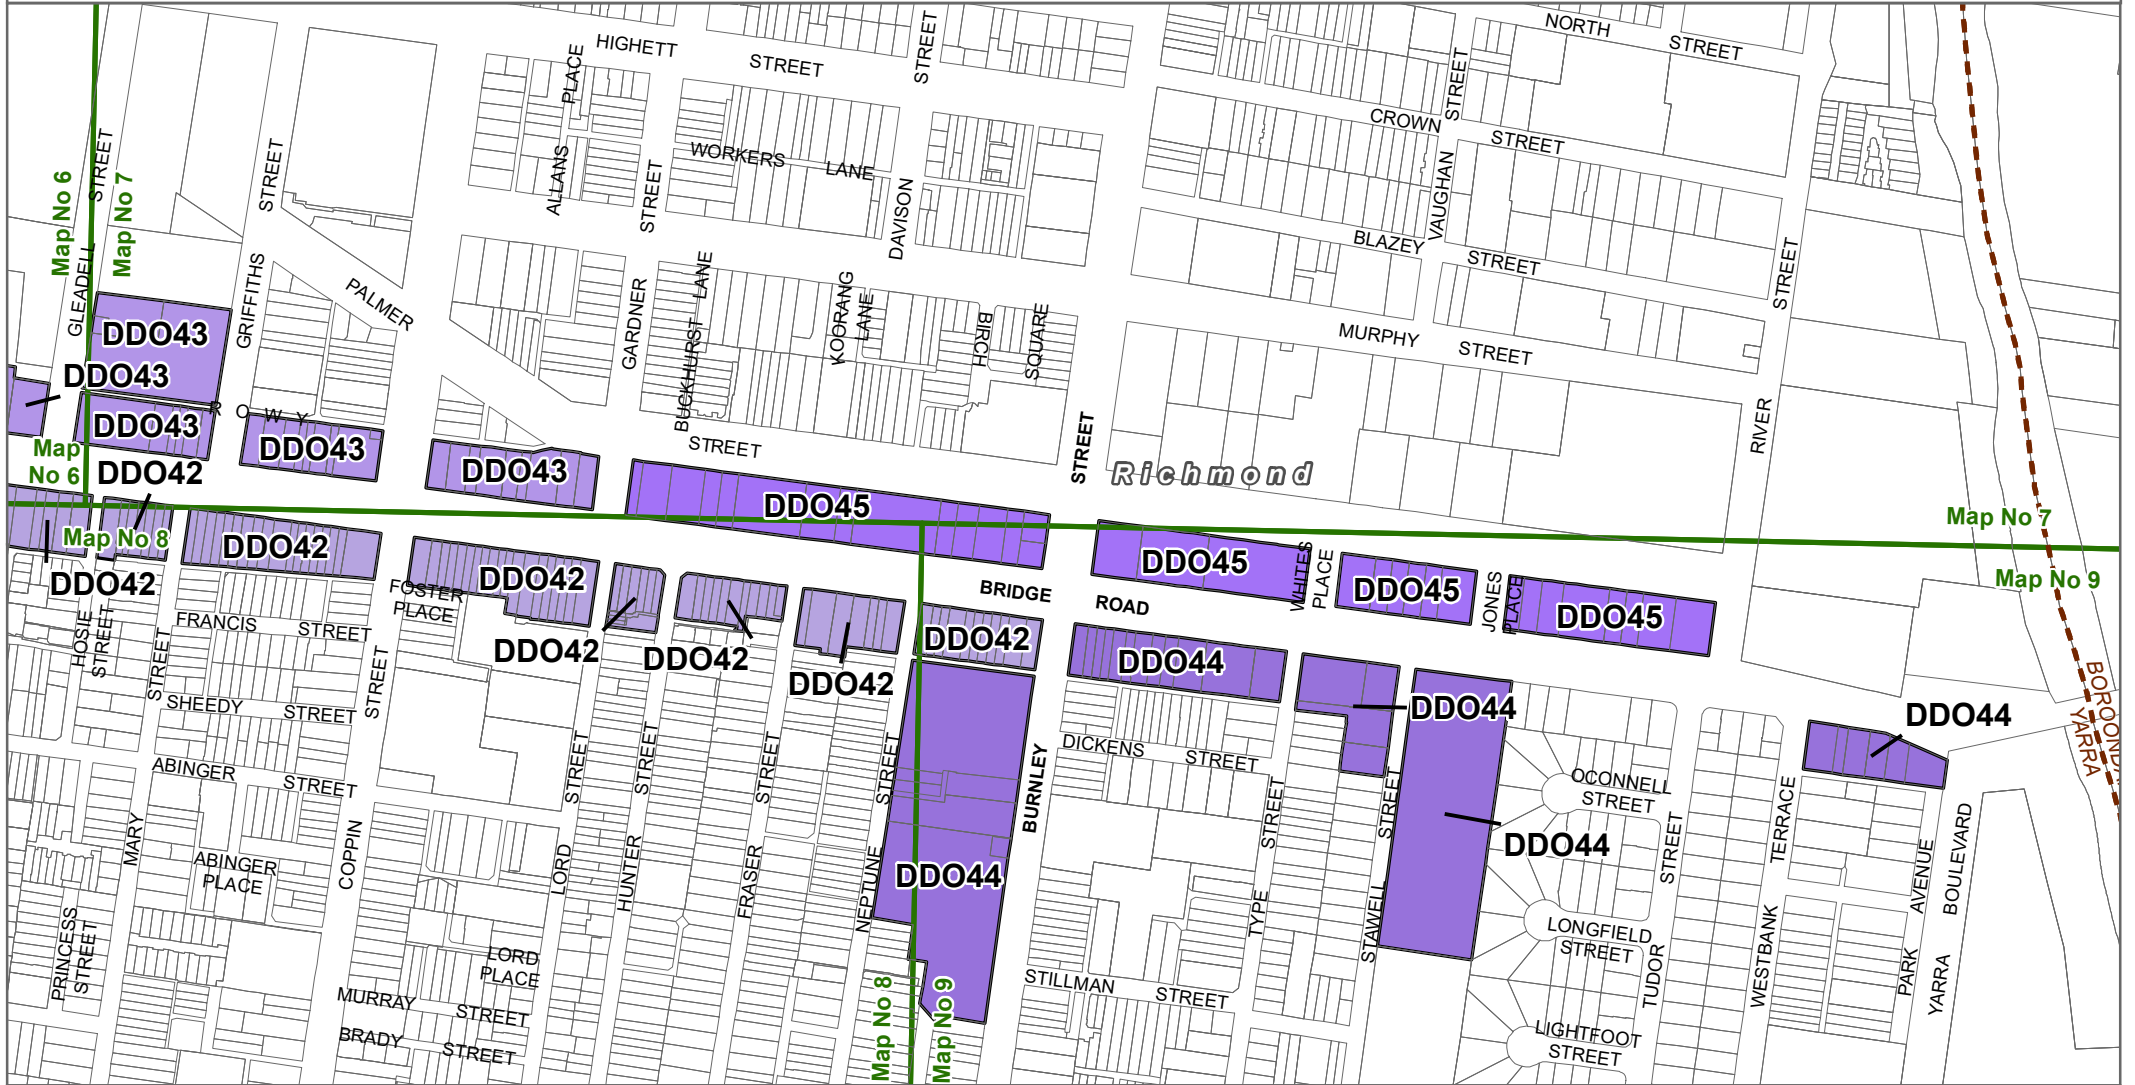 NORTH
STREET
HIGHETT
STREET
STREET
PLACE
STREET
CROWN
STREET
WORKERS
LANE
ALLANS
STREET
STREET
STREET
Map No 6
Map No 7
DAVISON
VAUGHAN
BLAZEY
STREET
GLEADELL
GRIFFITHS
PALMER
GARDNER
BUCKHURST LANE
KOORANG
LANE
BIRCH
SQUARE
MURPHY
STREET
STREET
RIVER
DDO43
DDO43
DDO43
R O W Y
DDO43
DDO43
STREET
STREET
Richmond
Map
No 6
DDO42
DDO45
Map No 7
Map No 8
DDO42
DDO42
DDO42
DDO45
WHITES
PLACE
DDO45
JONES
PLACE
DDO45
Map No 9
FOSTER
PLACE
BRIDGE
ROAD
HOSIE
STREET
FRANCIS
STREET
STREET
DDO42
DDO42
DDO42
DDO42
DDO44
DDO44
DDO44
BOROONDA
YARRA
SHEEDY
STREET
STREET
ABINGER
STREET
STREET
STREET
STREET
STREET
DICKENS
STREET
BURNLEY
STREET
STREET
OCONNELL
STREET
DDO44
DDO44
MARY
ABINGER
PLACE
COPPIN
LORD
HUNTER
FRASER
NEPTUNE
TYPE
STAWELL
STREET
TERRACE
AVENUE
BOULEVARD
LONGFIELD
STREET
PRINCESS
STREET
LORD
PLACE
MURRAY
STREET
BRADY
STREET
Map No 8
Map No 9
STILLMAN
STREET
TUDOR
WESTBANK
PARK
YARRA
LIGHTFOOT
STREET